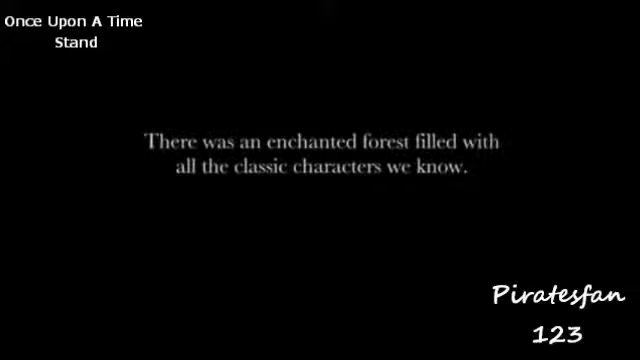 Once Upon A Time
Stand
There was an enchanted forest filled with
all the classic characters we know.
Piratesfan
123